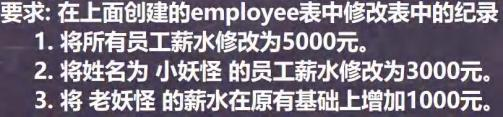 要求: 在上面创建的employee表中修改表中的纪录
1. 将所有员工薪水修改为5000元。
2. 将姓名为 小妖怪 的员工薪水修改为3000元。
3. 将 老妖怪 的薪水在原有基础上增加1000元。